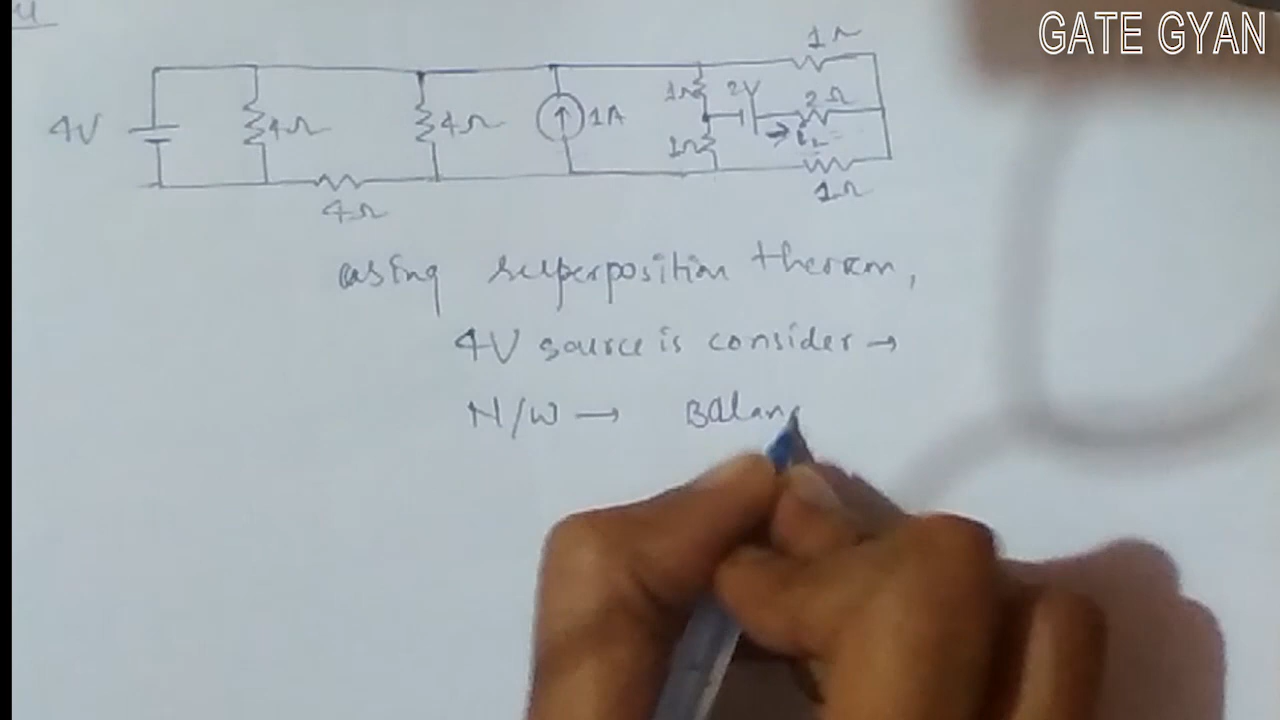 GATE GYAN
1Ω
4V
4Ω
4Ω
1A
1Ω
2V
2Ω
1Ω
1Ω
4Ω
using superposition theorem,
4V source is consider →
N/W → Balanc